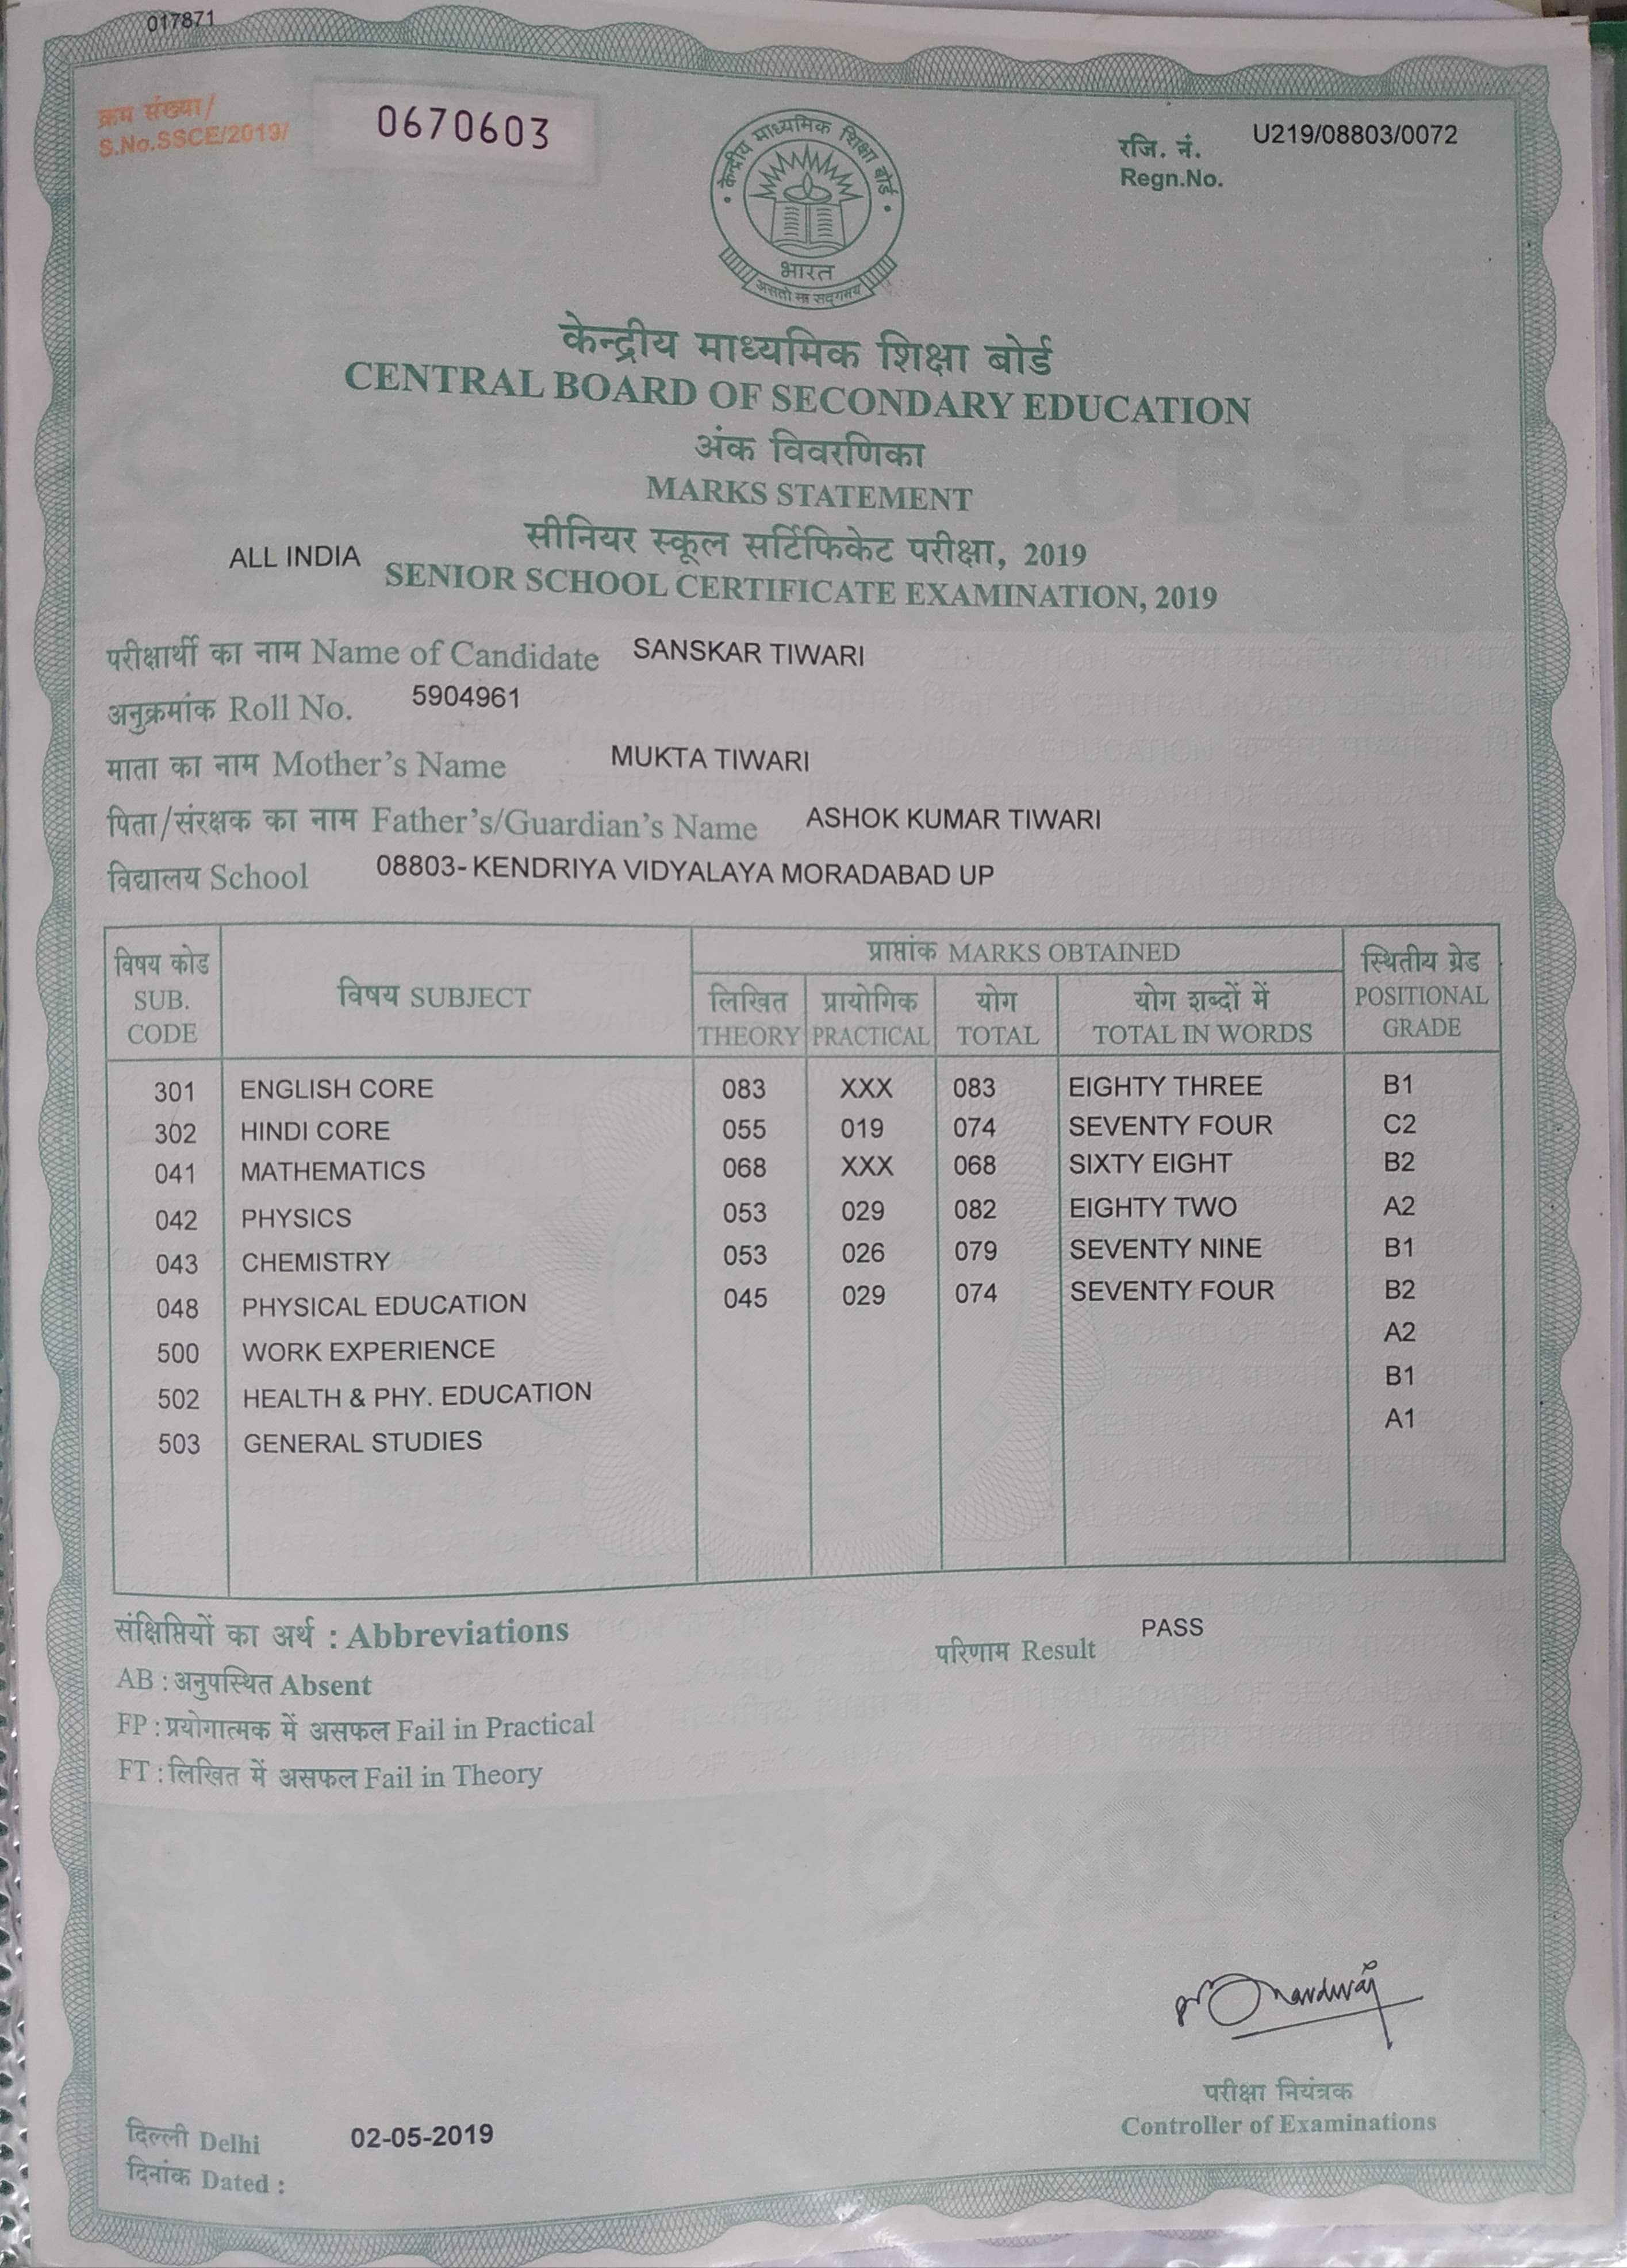 017871
क्रम संख्या/
S.No.SSCE/2019/
0670603
केन्द्रीय माध्यमिक शिक्षा बोर्ड
भारत
असतो मा सद्गमय
रजि. नं. U219/08803/0072
Regn.No.
केन्द्रीय माध्यमिक शिक्षा बोर्ड
CENTRAL BOARD OF SECONDARY EDUCATION
अंक विवरणिका
MARKS STATEMENT
सीनियर स्कूल सर्टिफिकेट परीक्षा, 2019
ALL INDIA SENIOR SCHOOL CERTIFICATE EXAMINATION, 2019
परीक्षार्थी का नाम Name of Candidate SANSKAR TIWARI
अनुक्रमांक Roll No. 5904961
माता का नाम Mother's Name MUKTA TIWARI
पिता/संरक्षक का नाम Father's/Guardian's Name ASHOK KUMAR TIWARI
विद्यालय School 08803- KENDRIYA VIDYALAYA MORADABAD UP
विषय कोड SUB. CODE विषय SUBJECT प्राप्तांक MARKS OBTAINED स्थितीय ग्रेड POSITIONAL GRADE
लिखित THEORY प्रायोगिक PRACTICAL योग TOTAL योग शब्दों में TOTAL IN WORDS
301 ENGLISH CORE 083 XXX 083 EIGHTY THREE B1
302 HINDI CORE 055 019 074 SEVENTY FOUR C2
041 MATHEMATICS 068 XXX 068 SIXTY EIGHT B2
042 PHYSICS 053 029 082 EIGHTY TWO A2
043 CHEMISTRY 053 026 079 SEVENTY NINE B1
048 PHYSICAL EDUCATION 045 029 074 SEVENTY FOUR B2
500 WORK EXPERIENCE A2
502 HEALTH & PHY. EDUCATION B1
503 GENERAL STUDIES A1
संक्षिप्तियों का अर्थ : Abbreviations
परिणाम Result PASS
AB : अनुपस्थित Absent
FP : प्रयोगात्मक में असफल Fail in Practical
FT : लिखित में असफल Fail in Theory
परीक्षा नियंत्रक
Controller of Examinations
दिल्ली Delhi
दिनांक Dated : 02-05-2019